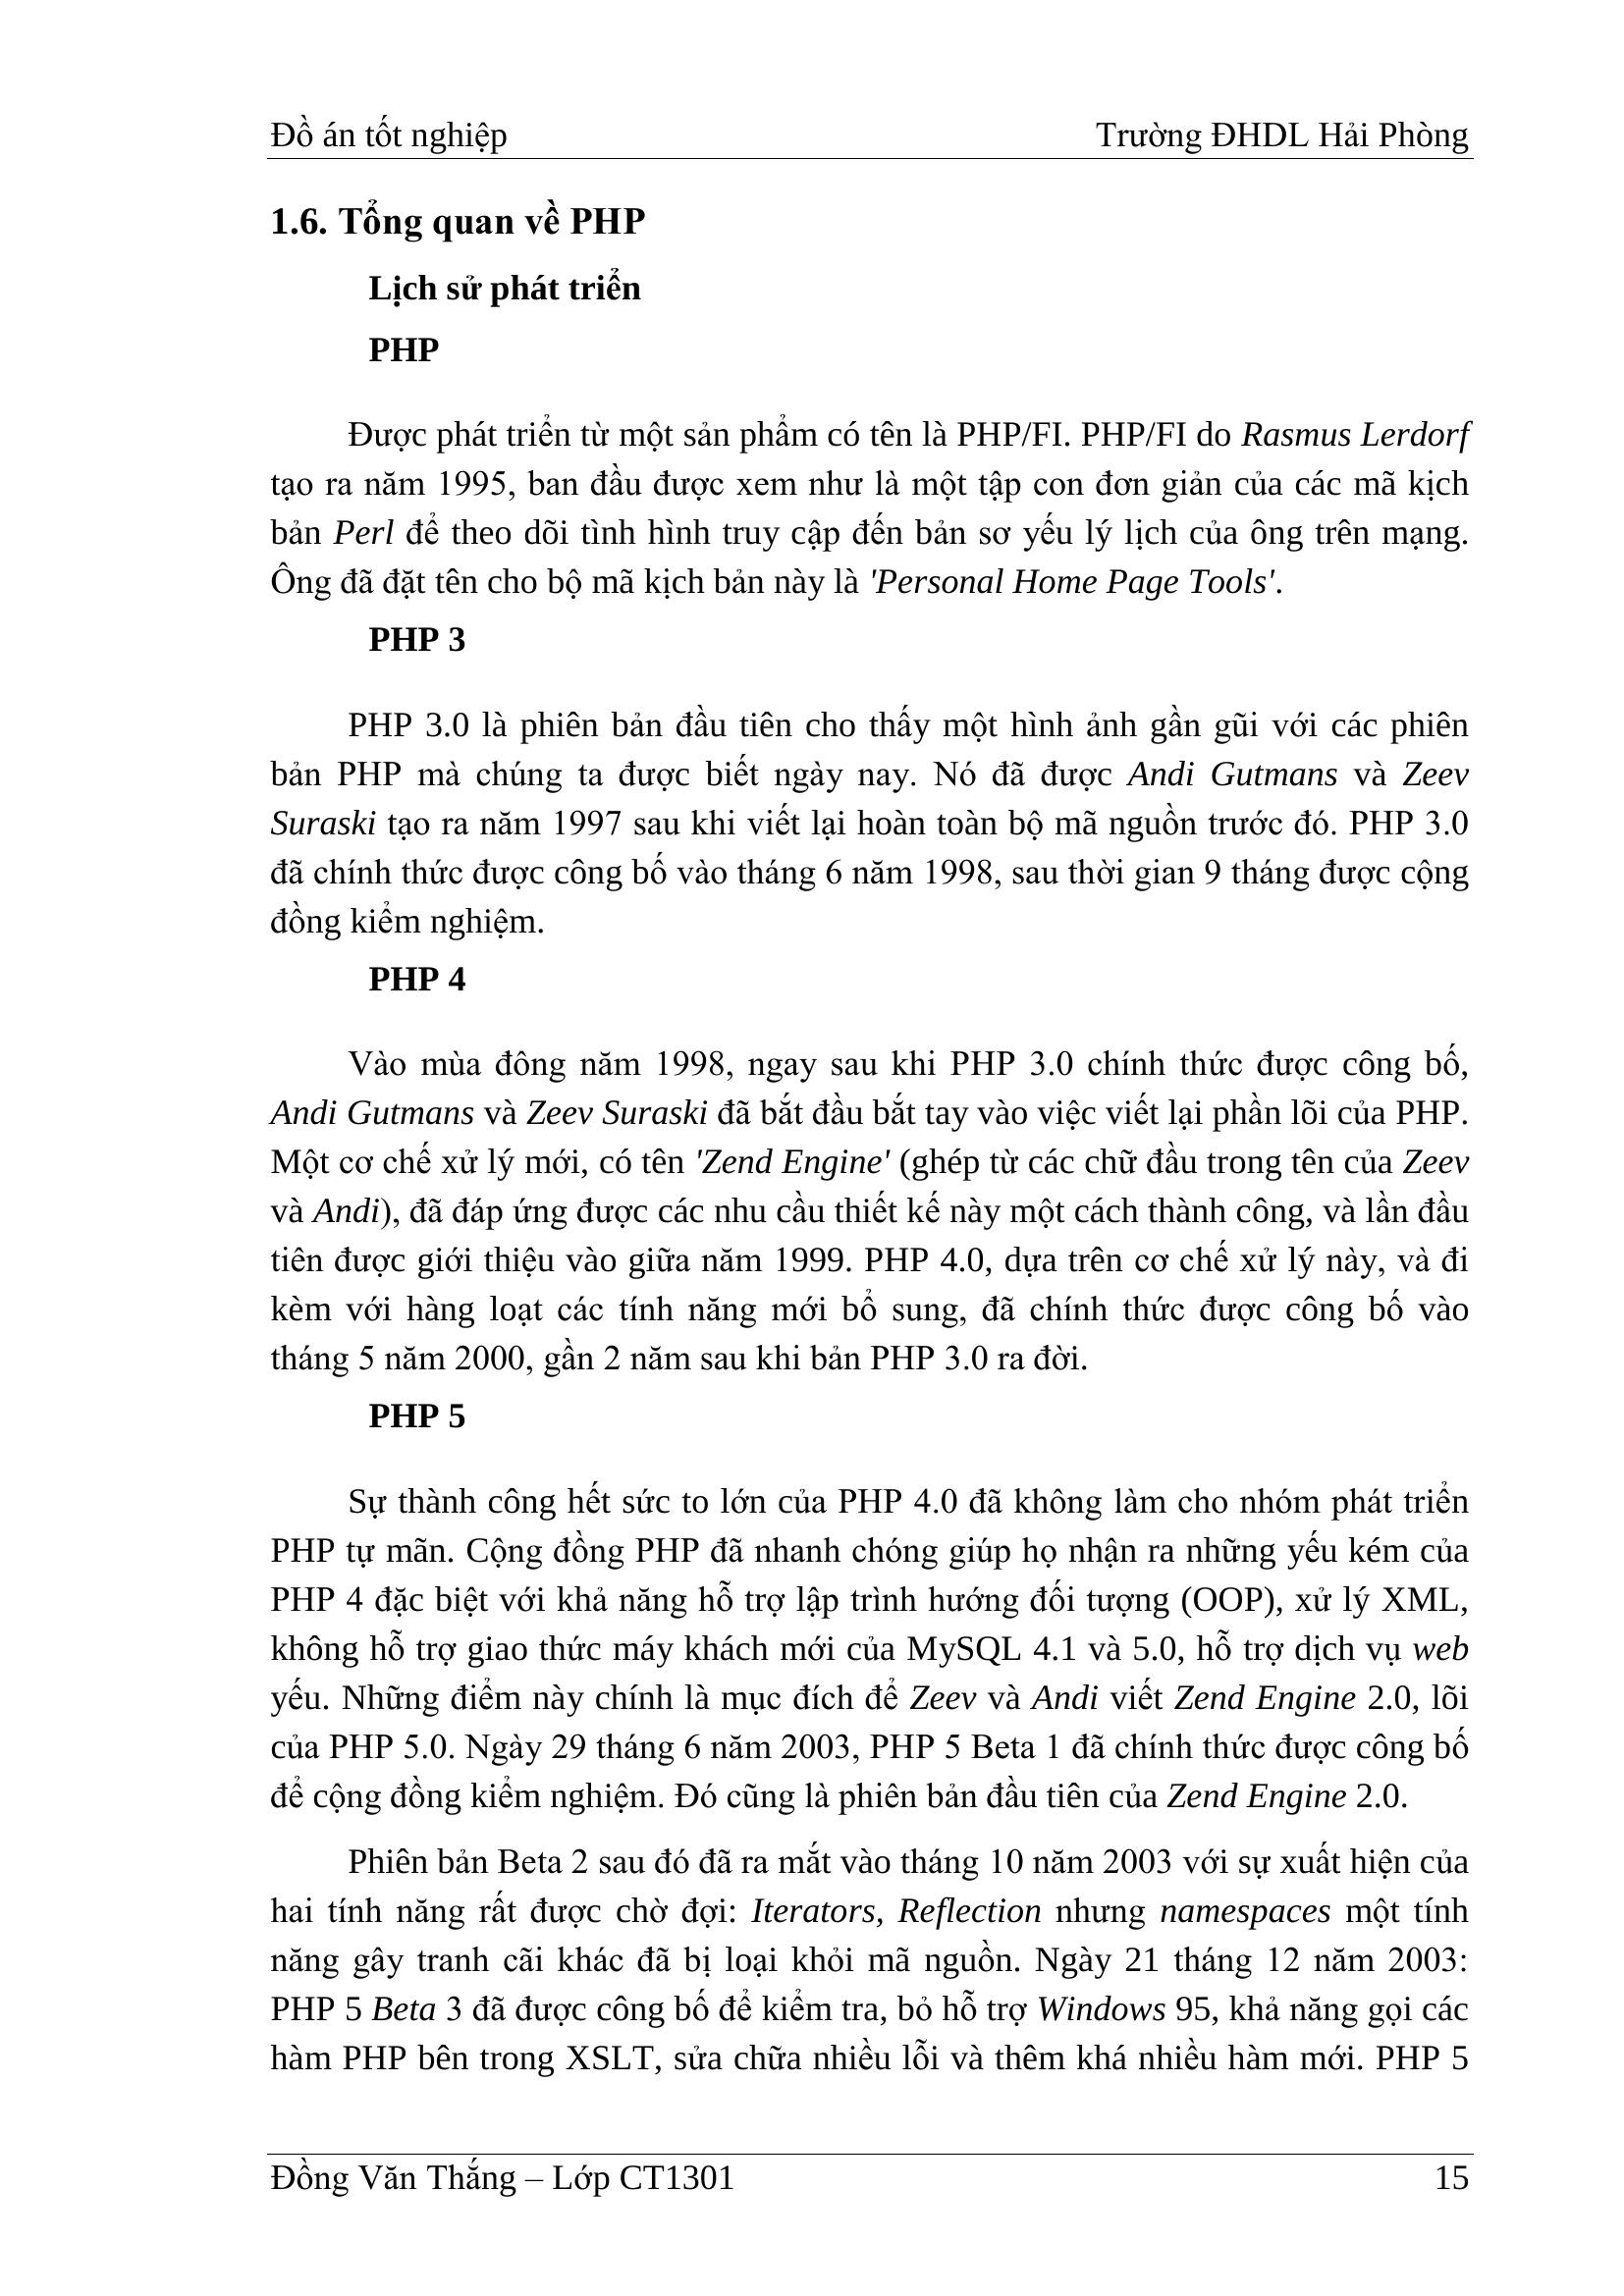 Đồ án tốt nghiệp Trường ĐHDL Hải Phòng
1.6. Tổng quan về PHP
Lịch sử phát triển
PHP
Được phát triển từ một sản phẩm có tên là PHP/FI. PHP/FI do Rasmus Lerdorf
tạo ra năm 1995, ban đầu được xem như là một tập con đơn giản của các mã kịch
bản Perl để theo dõi tình hình truy cập đến bản sơ yếu lý lịch của ông trên mạng.
Ông đã đặt tên cho bộ mã kịch bản này là 'Personal Home Page Tools'.
PHP 3
PHP 3.0 là phiên bản đầu tiên cho thấy một hình ảnh gần gũi với các phiên
bản PHP mà chúng ta được biết ngày nay. Nó đã được Andi Gutmans và Zeev
Suraski tạo ra năm 1997 sau khi viết lại hoàn toàn bộ mã nguồn trước đó. PHP 3.0
đã chính thức được công bố vào tháng 6 năm 1998, sau thời gian 9 tháng được cộng
đồng kiểm nghiệm.
PHP 4
Vào mùa đông năm 1998, ngay sau khi PHP 3.0 chính thức được công bố,
Andi Gutmans và Zeev Suraski đã bắt đầu bắt tay vào việc viết lại phần lõi của PHP.
Một cơ chế xử lý mới, có tên 'Zend Engine' (ghép từ các chữ đầu trong tên của Zeev
và Andi), đã đáp ứng được các nhu cầu thiết kế này một cách thành công, và lần đầu
tiên được giới thiệu vào giữa năm 1999. PHP 4.0, dựa trên cơ chế xử lý này, và đi
kèm với hàng loạt các tính năng mới bổ sung, đã chính thức được công bố vào
tháng 5 năm 2000, gần 2 năm sau khi bản PHP 3.0 ra đời.
PHP 5
Sự thành công hết sức to lớn của PHP 4.0 đã không làm cho nhóm phát triển
PHP tự mãn. Cộng đồng PHP đã nhanh chóng giúp họ nhận ra những yếu kém của
PHP 4 đặc biệt với khả năng hỗ trợ lập trình hướng đối tượng (OOP), xử lý XML,
không hỗ trợ giao thức máy khách mới của MySQL 4.1 và 5.0, hỗ trợ dịch vụ web
yếu. Những điểm này chính là mục đích để Zeev và Andi viết Zend Engine 2.0, lõi
của PHP 5.0. Ngày 29 tháng 6 năm 2003, PHP 5 Beta 1 đã chính thức được công bố
để cộng đồng kiểm nghiệm. Đó cũng là phiên bản đầu tiên của Zend Engine 2.0.
Phiên bản Beta 2 sau đó đã ra mắt vào tháng 10 năm 2003 với sự xuất hiện của
hai tính năng rất được chờ đợi: Iterators, Reflection nhưng namespaces một tính
năng gây tranh cãi khác đã bị loại khỏi mã nguồn. Ngày 21 tháng 12 năm 2003:
PHP 5 Beta 3 đã được công bố để kiểm tra, bỏ hỗ trợ Windows 95, khả năng gọi các
hàm PHP bên trong XSLT, sửa chữa nhiều lỗi và thêm khá nhiều hàm mới. PHP 5
Đồng Văn Thắng – Lớp CT1301 15